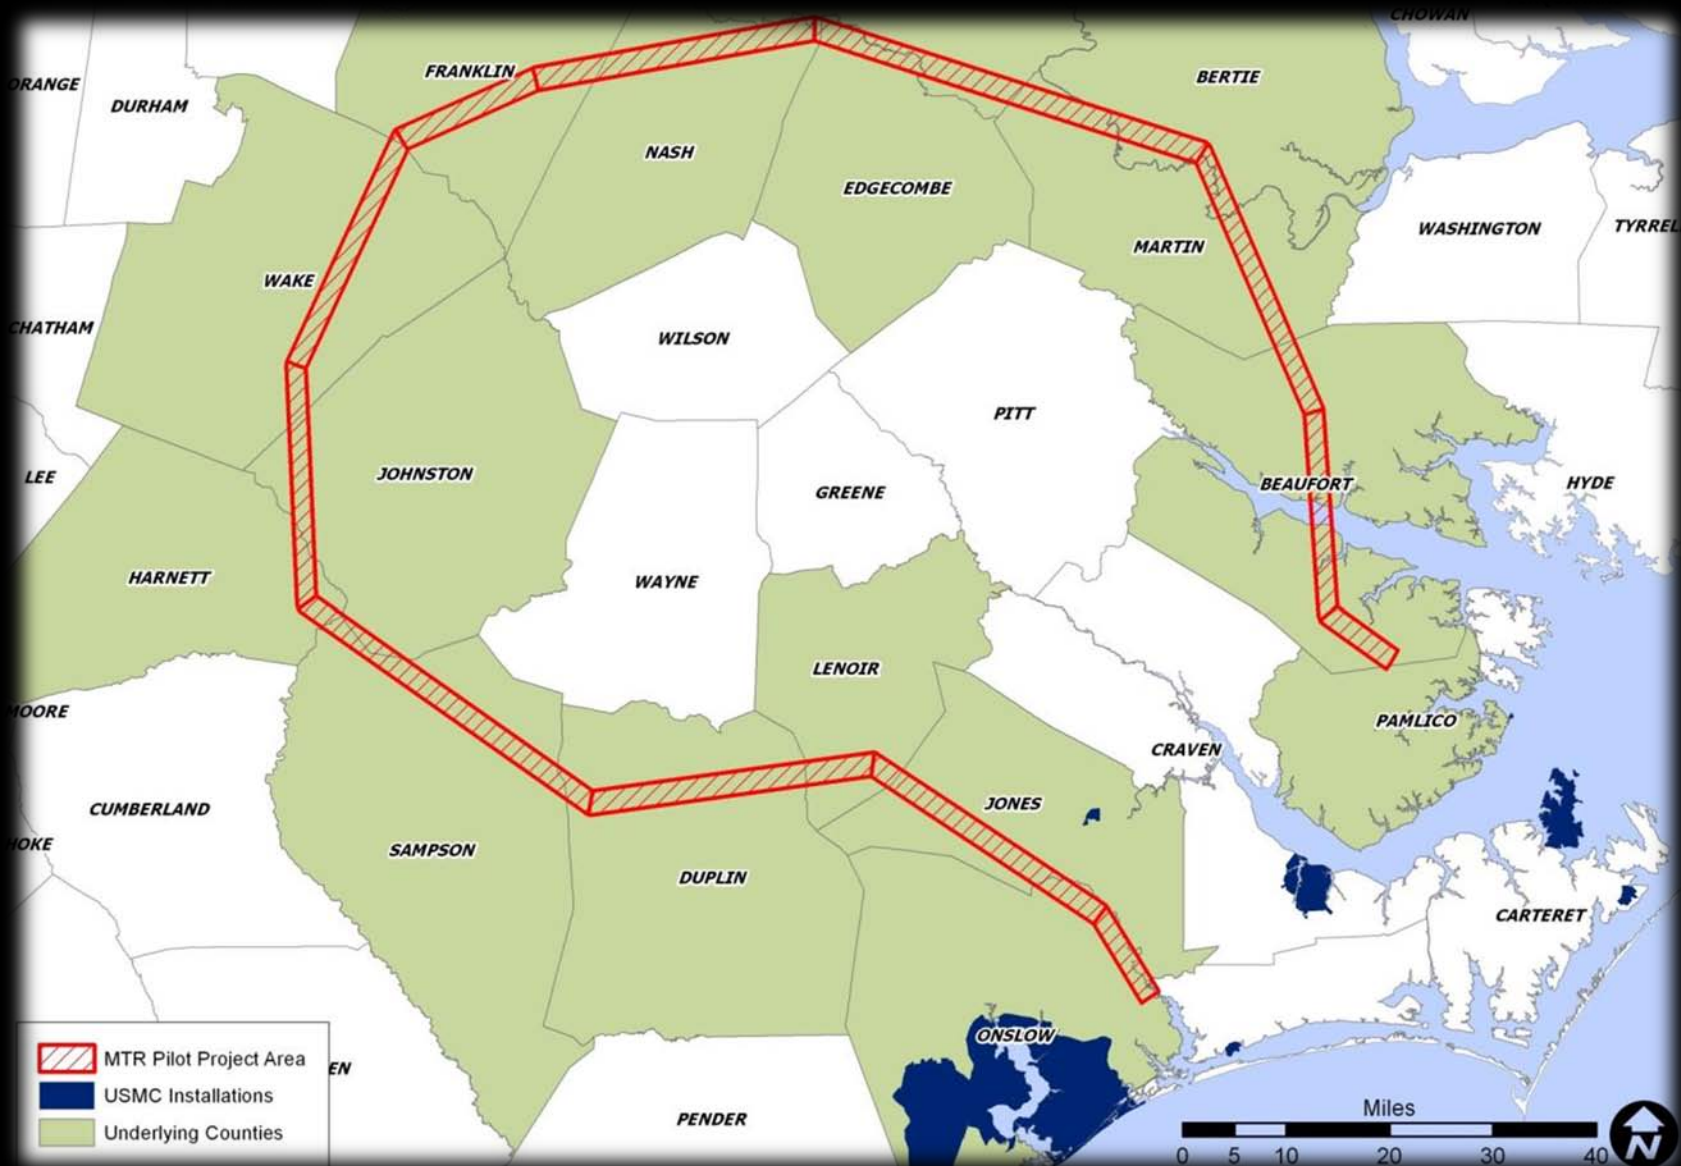 CHOWAN
FRANKLIN
BERTIE
ORANGE
DURHAM
NASH
EDGECOMBE
WASHINGTON
TYRREL
MARTIN
WAKE
CHATHAM
WILSON
PITT
LEE
JOHNSTON
GREENE
BEAUFORT
HYDE
HARNETT
WAYNE
LENOIR
MOORE
PAMLICO
CRAVEN
CUMBERLAND
JONES
HOKE
SAMPSON
DUPLIN
CARTERET
ONSLOW
EN
PENDER
MTR Pilot Project Area
USMC Installations
Underlying Counties
Miles
0 5 10 20 30 40
N